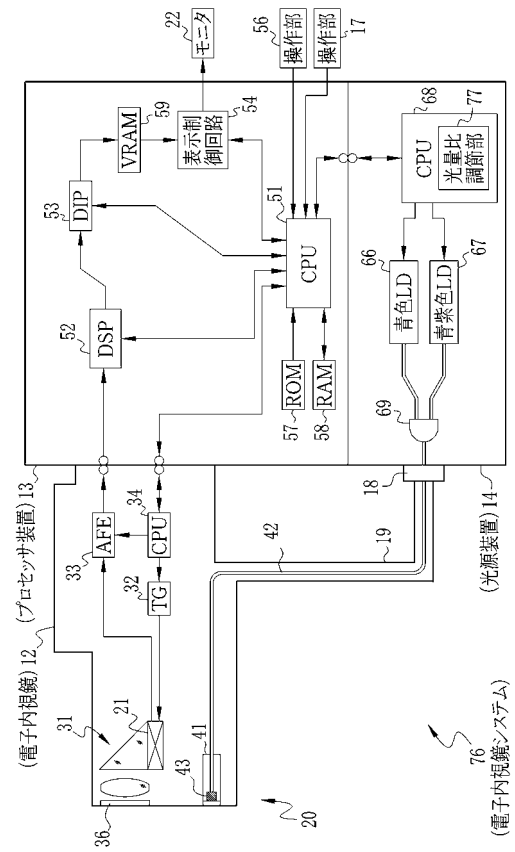 22
モニタ
56
操作部
17
操作部
59
VRAM
54
表示制
御回路
53
DIP
52
DSP
51
CPU
57
ROM
58
RAM
68
CPU
77
光量比
調節部
66
青色LD
67
青紫色LD
69
13
(プロセッサ装置)
12
(電子内視鏡)
14
(光源装置)
18
19
42
33
AFE
34
CPU
32
TG
31
21
36
41
43
20
76
(電子内視鏡システム)